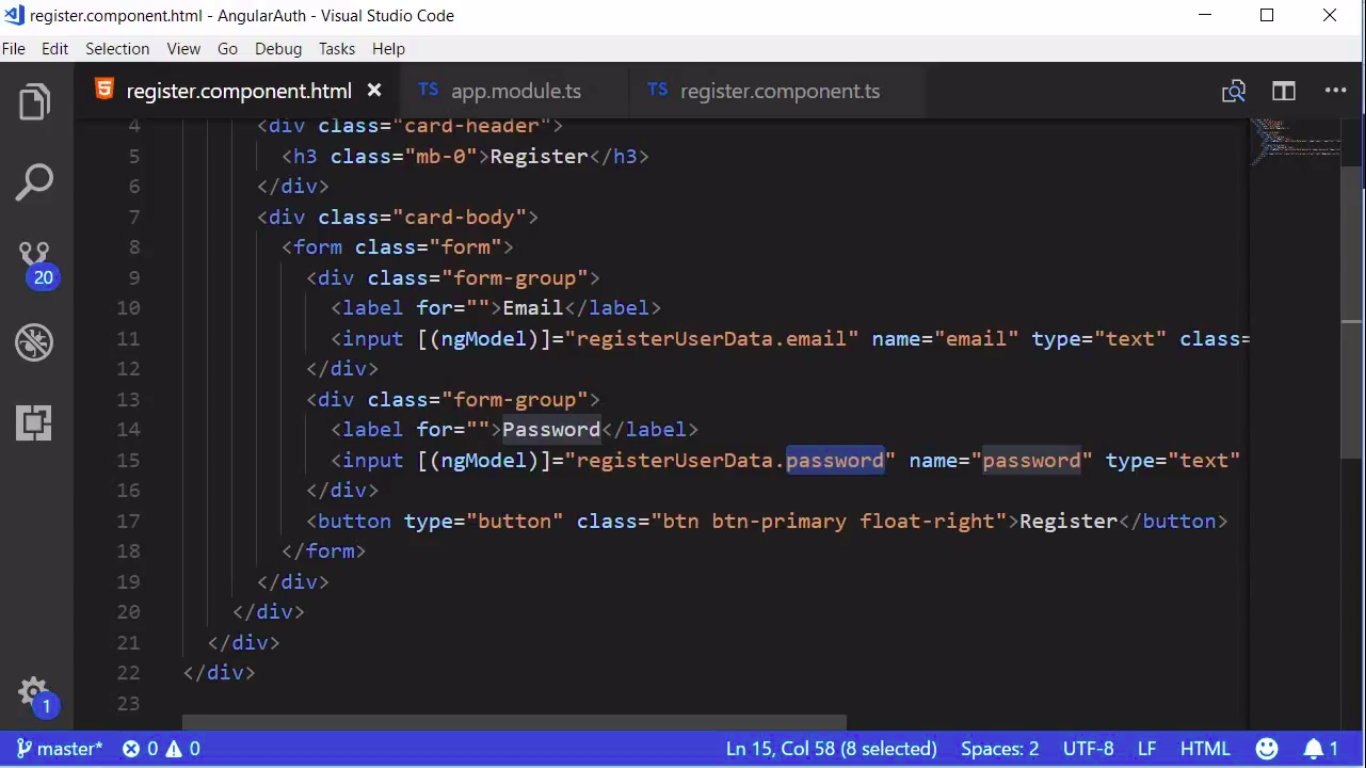 register.component.html - AngularAuth - Visual Studio Code
File Edit Selection View Go Debug Tasks Help
register.component.html TS app.module.ts TS register.component.ts
4 <div class="card-header">
5 <h3 class="mb-0">Register</h3>
6 </div>
7 <div class="card-body">
8 <form class="form">
9 <div class="form-group">
10 <label for="">Email</label>
11 <input [(ngModel)]="registerUserData.email" name="email" type="text" class=
12 </div>
13 <div class="form-group">
14 <label for="">Password</label>
15 <input [(ngModel)]="registerUserData.password" name="password" type="text"
16 </div>
17 <button type="button" class="btn btn-primary float-right">Register</button>
18 </form>
19 </div>
20 </div>
21 </div>
22 </div>
23
20
1
master* 0 0 Ln 15, Col 58 (8 selected) Spaces: 2 UTF-8 LF HTML 1